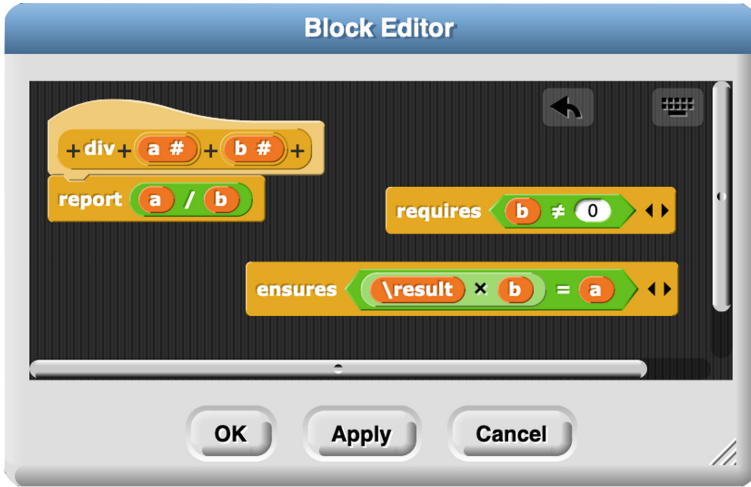 Block Editor
+ div + a # + b # +
report a / b
requires b ≠ 0
ensures \result × b = a
OK Apply Cancel